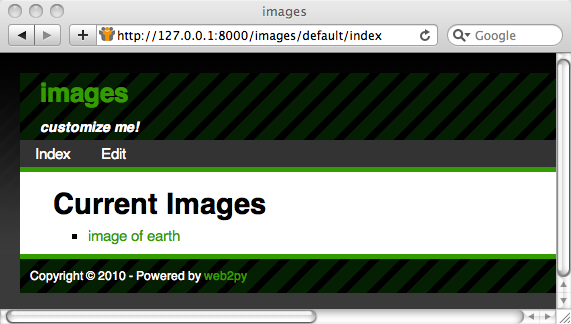 images
http://127.0.0.1:8000/images/default/index
Google
images
customize me!
Index Edit
Current Images
image of earth
Copyright © 2010 - Powered by web2py